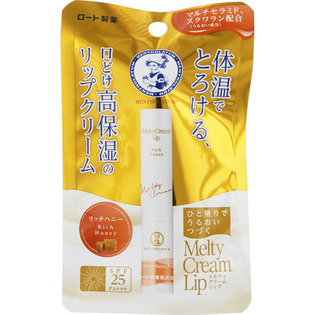 ロート製薬
マルチセラミド、
スクワラン配合
(うるおい成分)
体温で
とろける、
口どけ高保湿の
リップクリーム
MENTHOLATUM
MeltyCream
Lip
Rich
Honey
Melty
Cream
リッチハニー
Rich
Honey
SPF
25
PA+++
ひと塗りで
うるおい
つづく
Melty
Cream
Lip
メルティ
クリーム
リップ
MENTHOLATUM